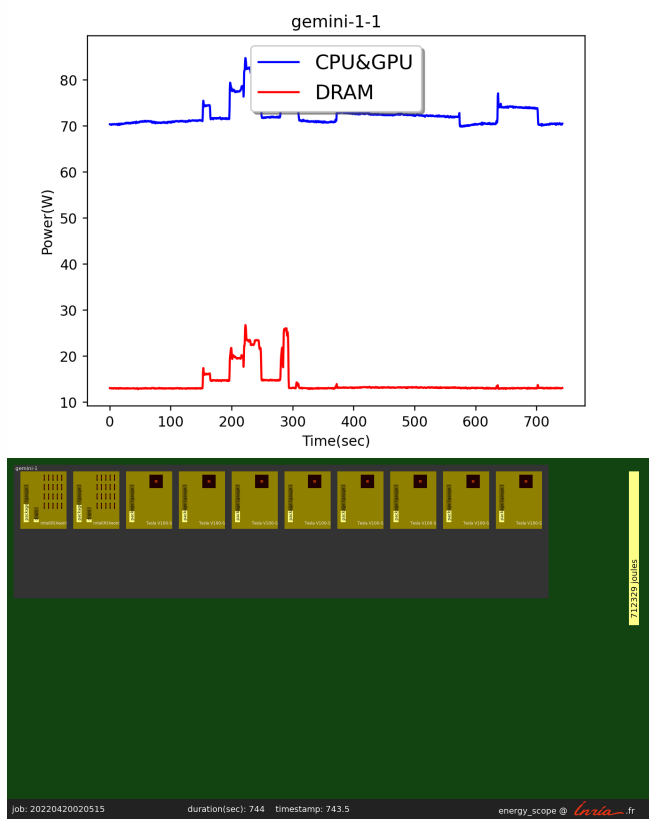 gemini-1-1
CPU&GPU
DRAM
80
70
60
50
40
30
20
10
Power(W)
0 100 200 300 400 500 600 700
Time(sec)
gemini-1
Tesla V100-S Tesla V100-S Tesla V100-S Tesla V100-S Tesla V100-S Tesla V100-S Tesla V100-S Tesla V100-S
712329 joules
job: 20220420020515 duration(sec): 744 timestamp: 743.5
energy_scope @ Inria .fr